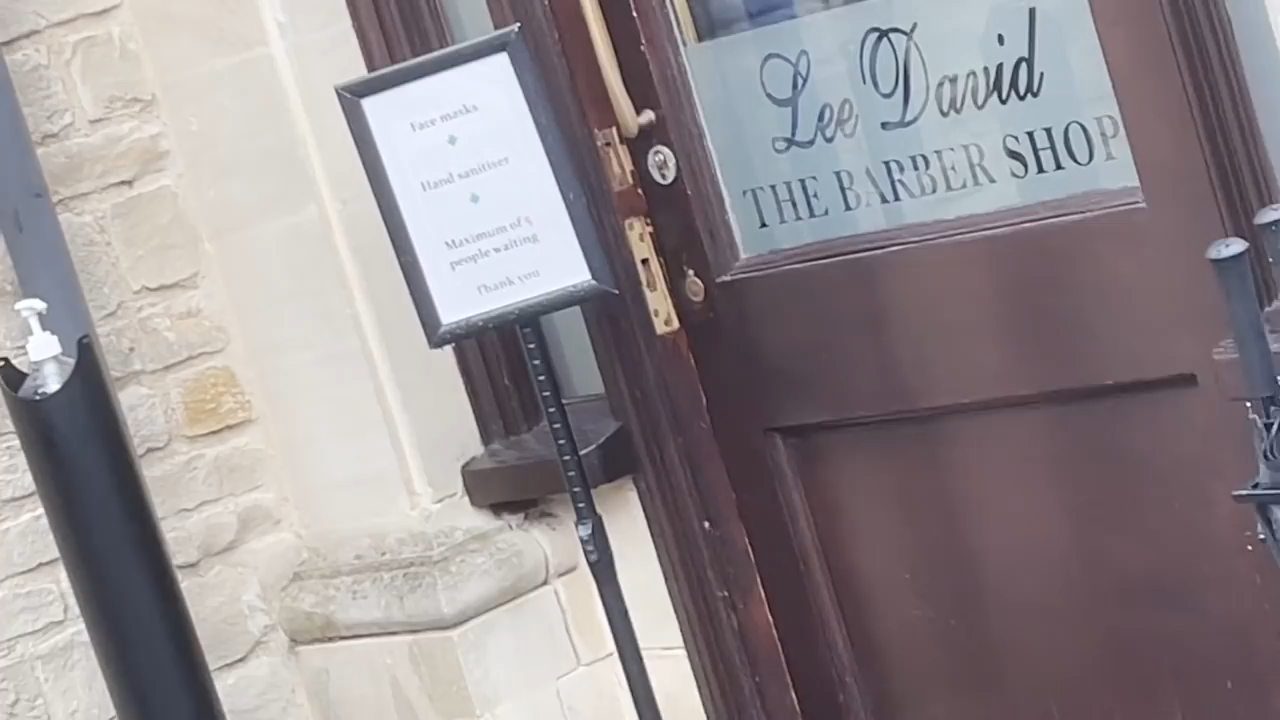 Face masks
Hand sanitiser
Maximum of 5
people waiting
Thank you
Lee David
THE BARBER SHOP